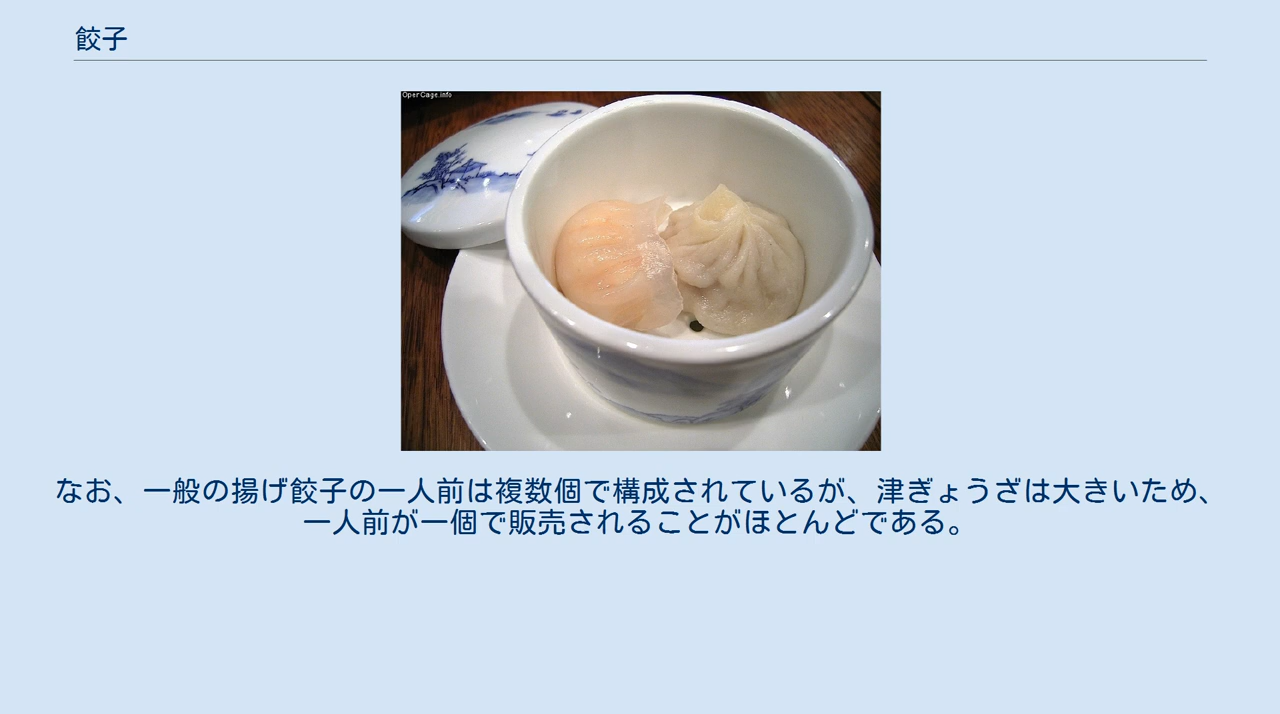 餃子
OpenCage.info
なお、一般の揚げ餃子の一人前は複数個で構成されているが、津ぎょうざは大きいため、
一人前が一個で販売されることがほとんどである。